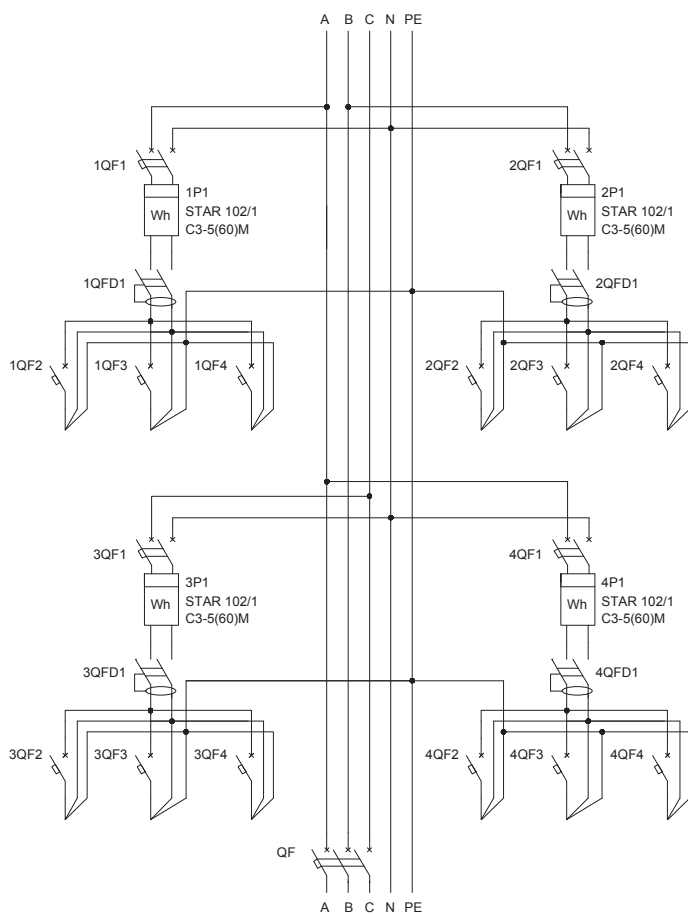 A B C N PE
1QF1
1P1
STAR 102/1
C3-5(60)M
Wh
2QF1
2P1
STAR 102/1
C3-5(60)M
Wh
1QFD1
2QFD1
1QF2 1QF3 1QF4
2QF2 2QF3 2QF4
3QF1
3P1
STAR 102/1
C3-5(60)M
Wh
4QF1
4P1
STAR 102/1
C3-5(60)M
Wh
3QFD1
4QFD1
3QF2 3QF3 3QF4
4QF2 4QF3 4QF4
QF
A B C N PE